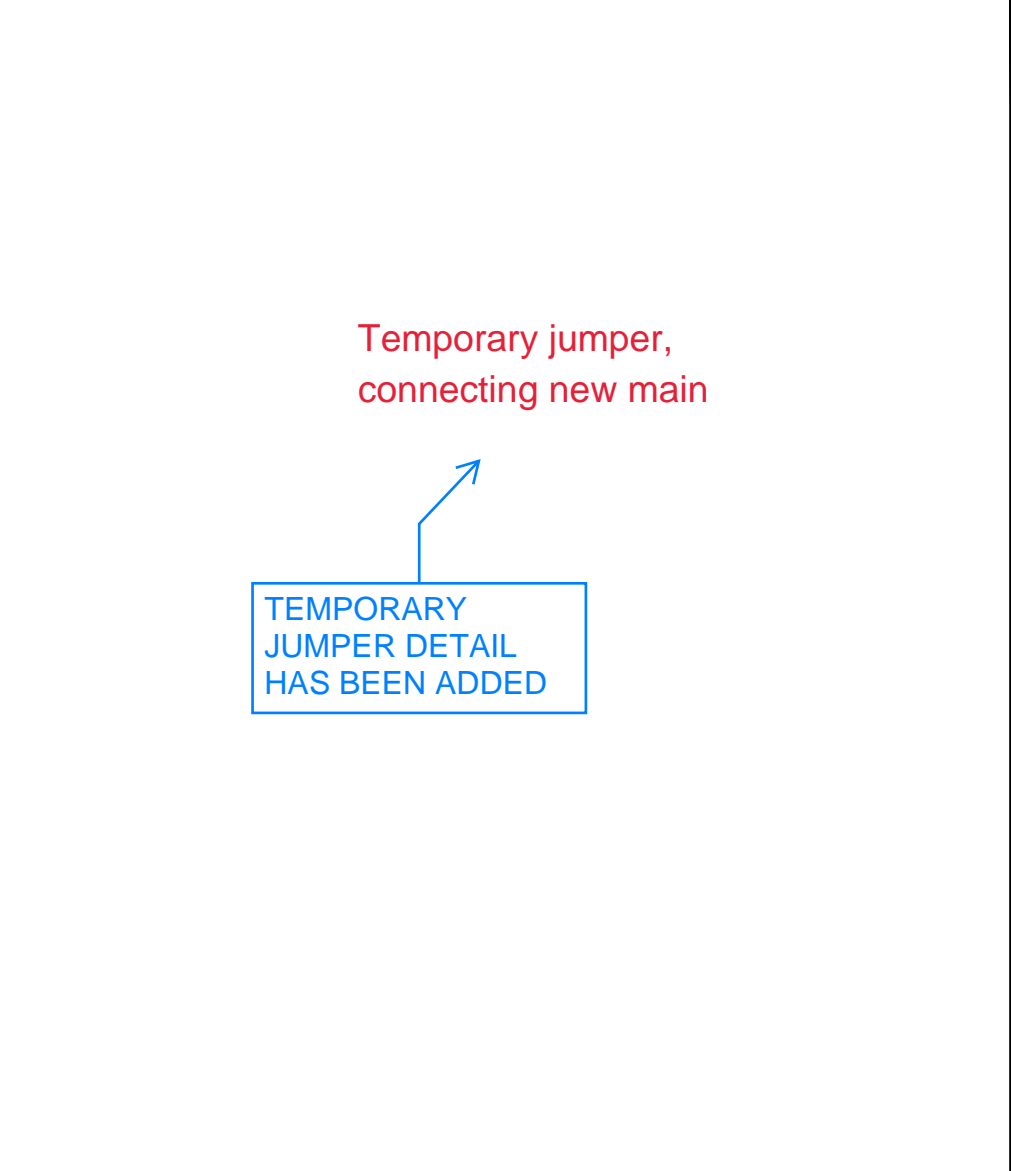 Temporary jumper,
connecting new main
TEMPORARY
JUMPER DETAIL
HAS BEEN ADDED